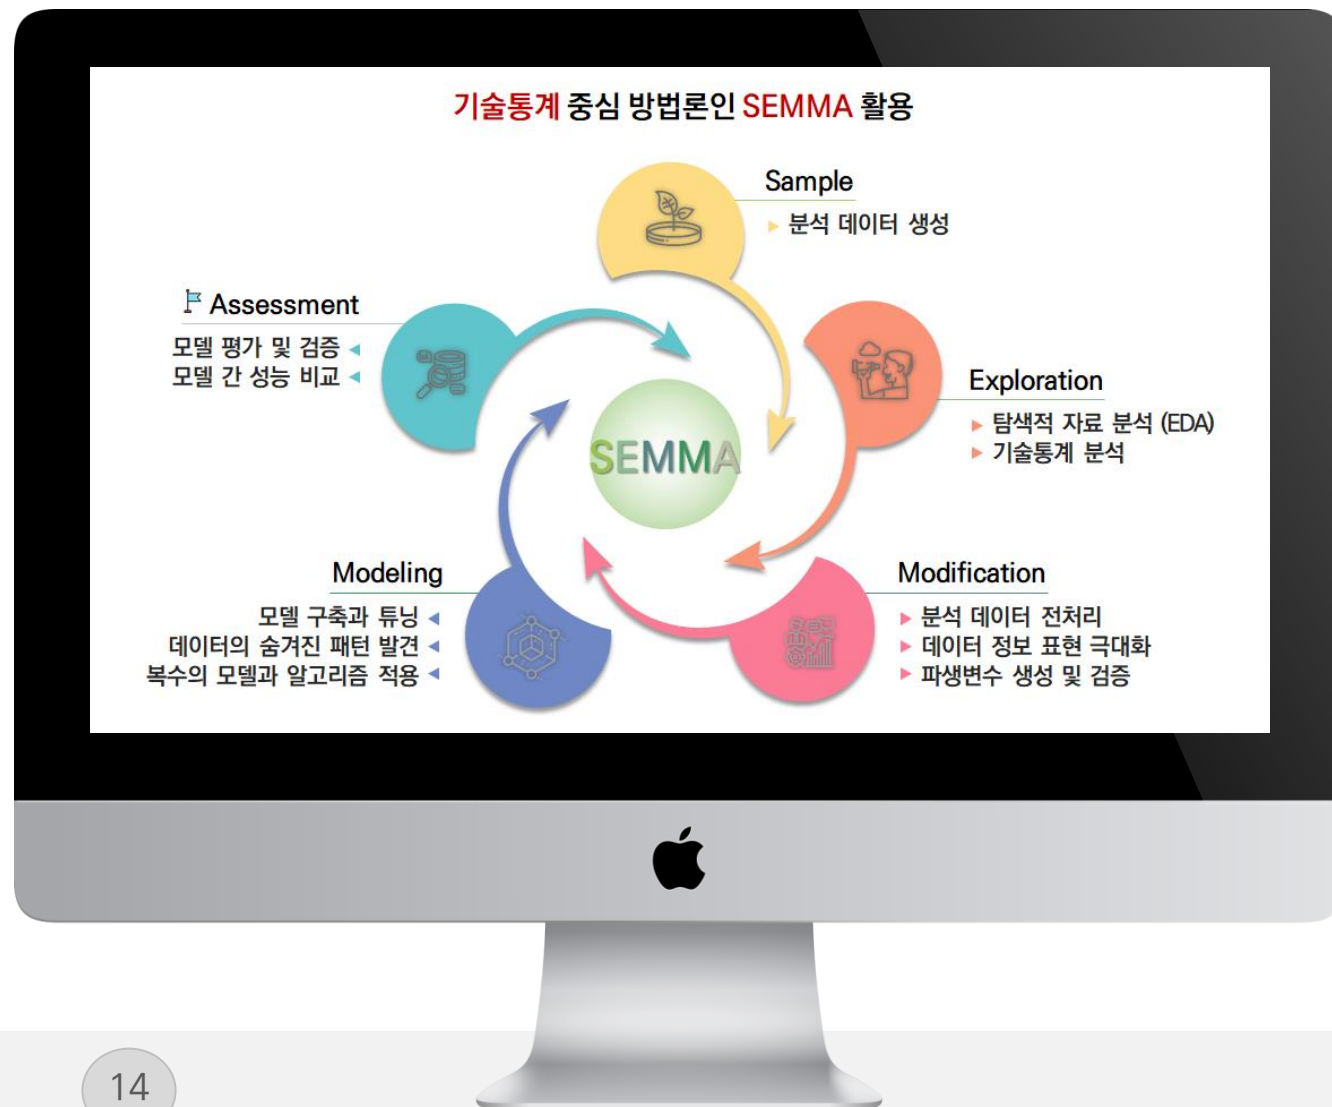 기술통계 중심 방법론인 SEMMA 활용
Sample
▶ 분석 데이터 생성
Exploration
▶ 탐색적 자료 분석 (EDA)
▶ 기술통계 분석
Modification
▶ 분석 데이터 전처리
▶ 데이터 정보 표현 극대화
▶ 파생변수 생성 및 검증
Modeling
모델 구축과 튜닝 ◀
데이터의 숨겨진 패턴 발견 ◀
복수의 모델과 알고리즘 적용 ◀
Assessment
모델 평가 및 검증 ◀
모델 간 성능 비교 ◀
SEMMA
14